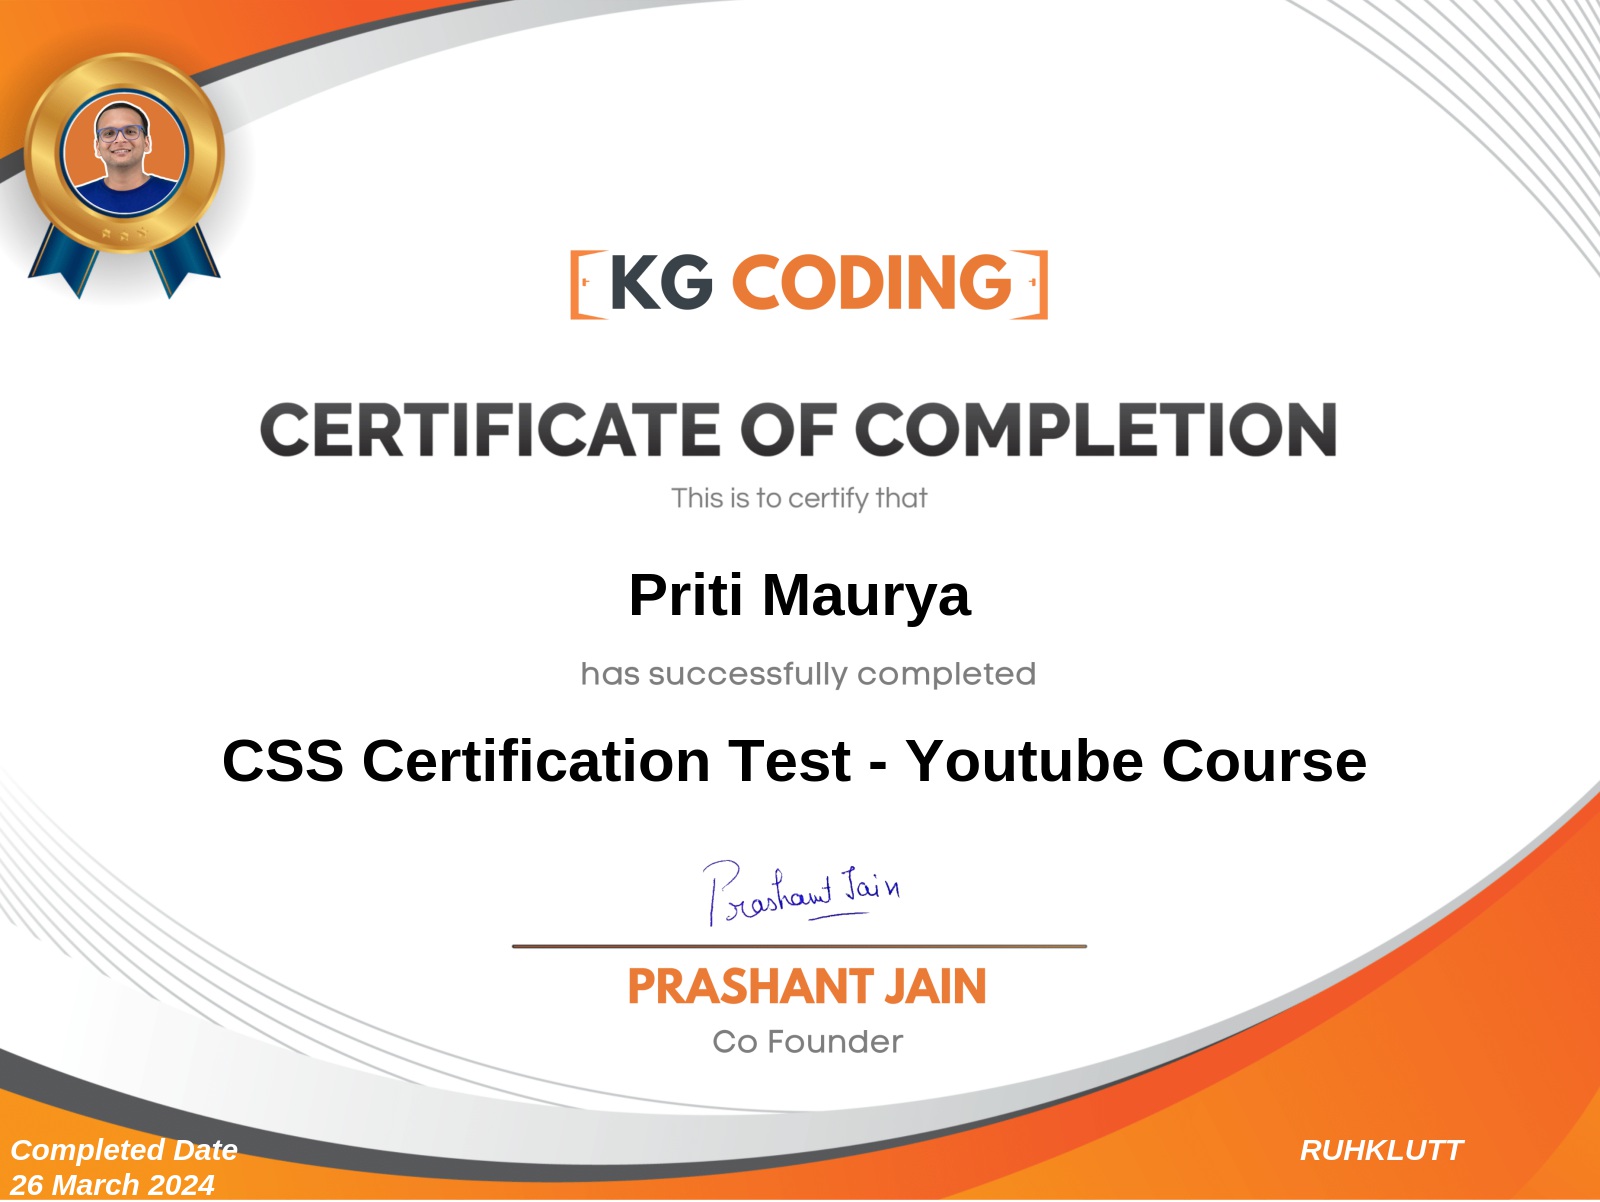 KG CODING
CERTIFICATE OF COMPLETION
This is to certify that
Priti Maurya
has successfully completed
CSS Certification Test - Youtube Course
Prashant Jain
PRASHANT JAIN
Co Founder
Completed Date
26 March 2024
RUHKLUTT